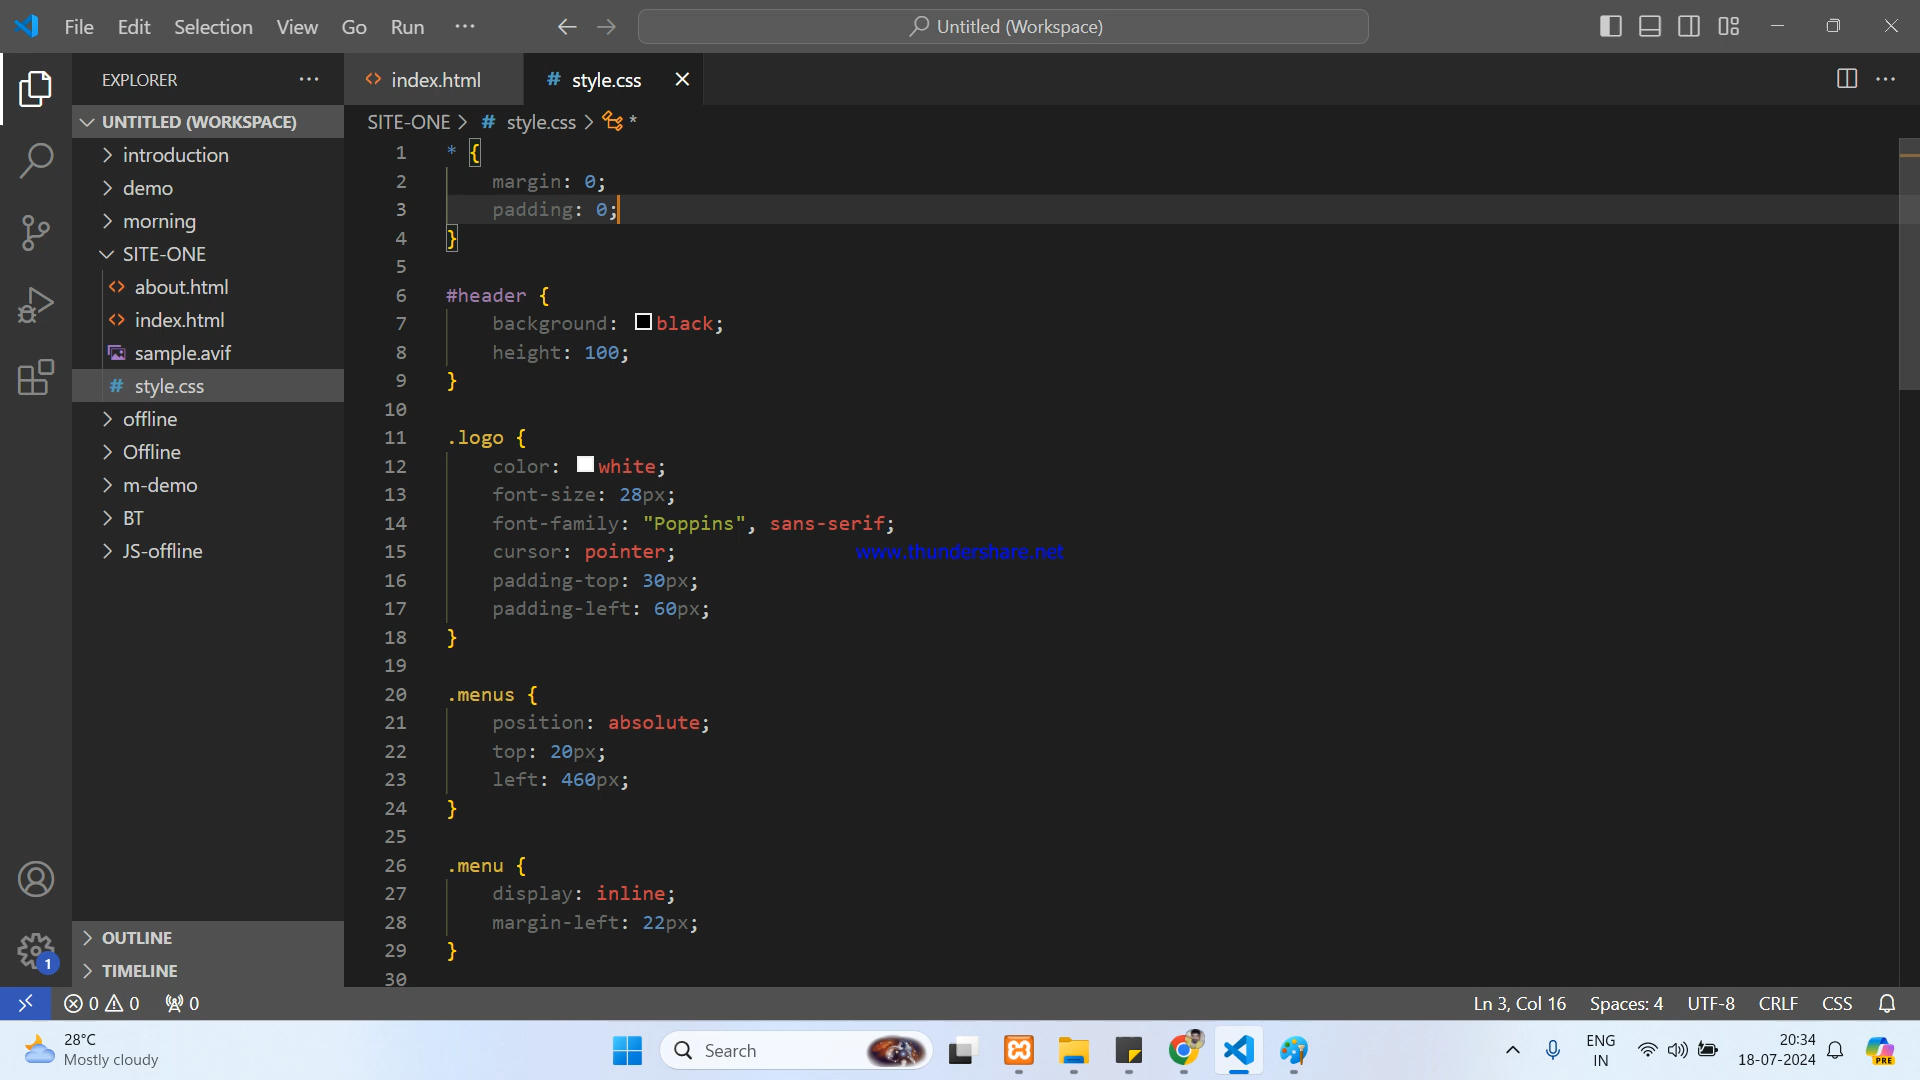 File Edit Selection View Go Run ···
Untitled (Workspace)
EXPLORER
index.html
# style.css
UNTITLED (WORKSPACE)
SITE-ONE > # style.css > *
introduction
demo
morning
SITE-ONE
about.html
index.html
sample.avif
# style.css
offline
Offline
m-demo
BT
JS-offline
OUTLINE
TIMELINE
1 * {
2 margin: 0;
3 padding: 0;
4 }
5
6 #header {
7 background: black;
8 height: 100;
9 }
10
11 .logo {
12 color: white;
13 font-size: 28px;
14 font-family: "Poppins", sans-serif;
15 cursor: pointer;
www.thundershare.net
16 padding-top: 30px;
17 padding-left: 60px;
18 }
19
20 .menus {
21 position: absolute;
22 top: 20px;
23 left: 460px;
24 }
25
26 .menu {
27 display: inline;
28 margin-left: 22px;
29 }
30
1
0 0 0
Ln 3, Col 16 Spaces: 4 UTF-8 CRLF CSS
28°C
Mostly cloudy
Search
ENG
IN
20:34
18-07-2024
PRE